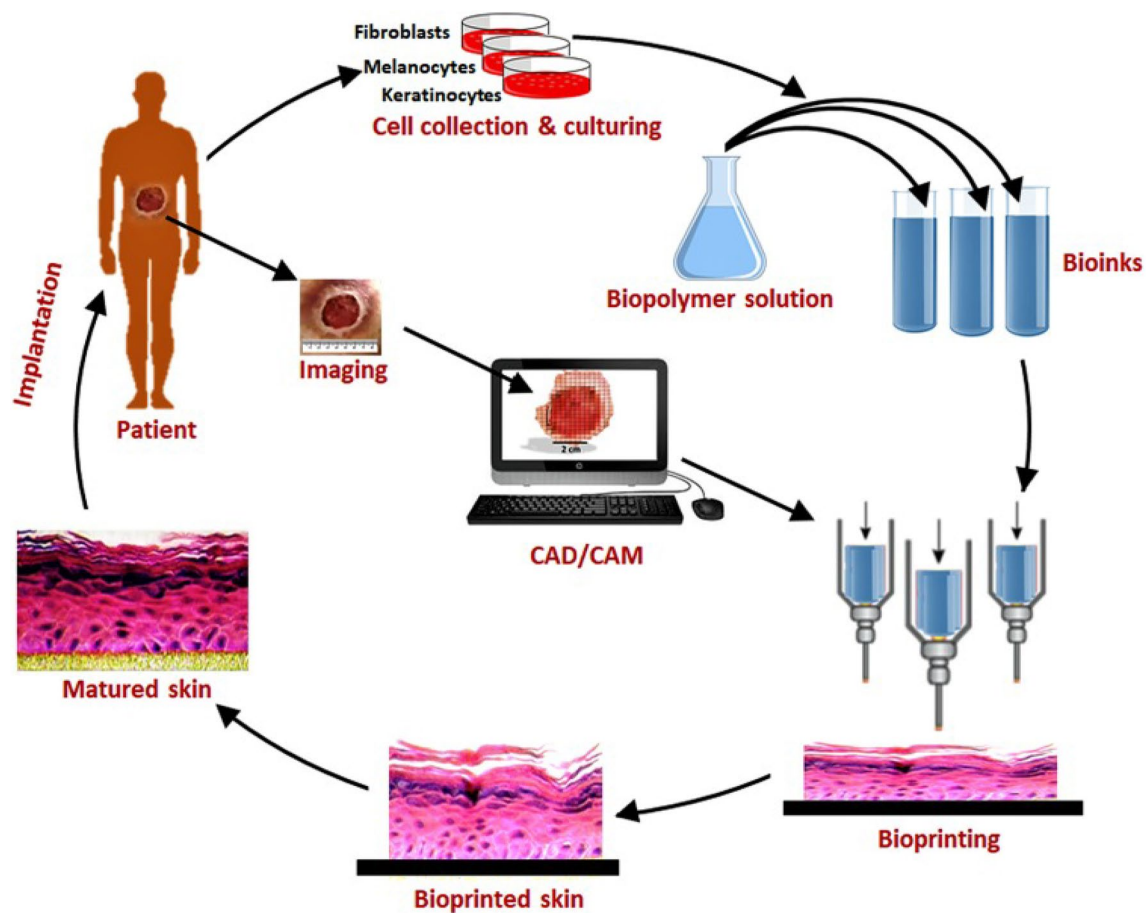 Fibroblasts
Melanocytes
Keratinocytes
Cell collection & culturing
Biopolymer solution
Bioinks
Implantation
Patient
Imaging
2 cm
CAD/CAM
Matured skin
Bioprinted skin
Bioprinting